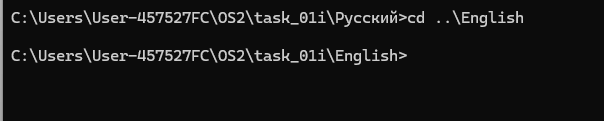 C:\Users\User-457527FC\OS2\task_01i\Русский>cd ..\English
C:\Users\User-457527FC\OS2\task_01i\English>